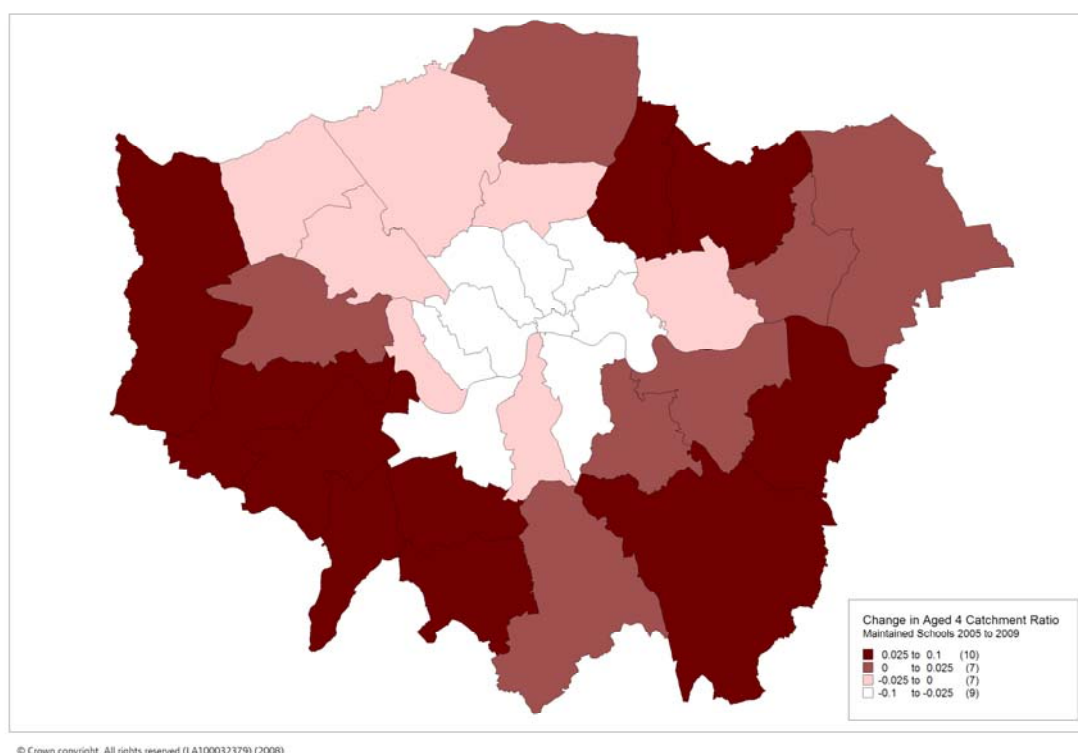 Change in Aged 4 Catchment Ratio
Maintained Schools 2005 to 2009
0.025 to 0.1 (10)
0 to 0.025 (7)
-0.025 to 0 (7)
-0.1 to -0.025 (9)
© Crown copyright. All rights reserved (LA100032379) (2008)